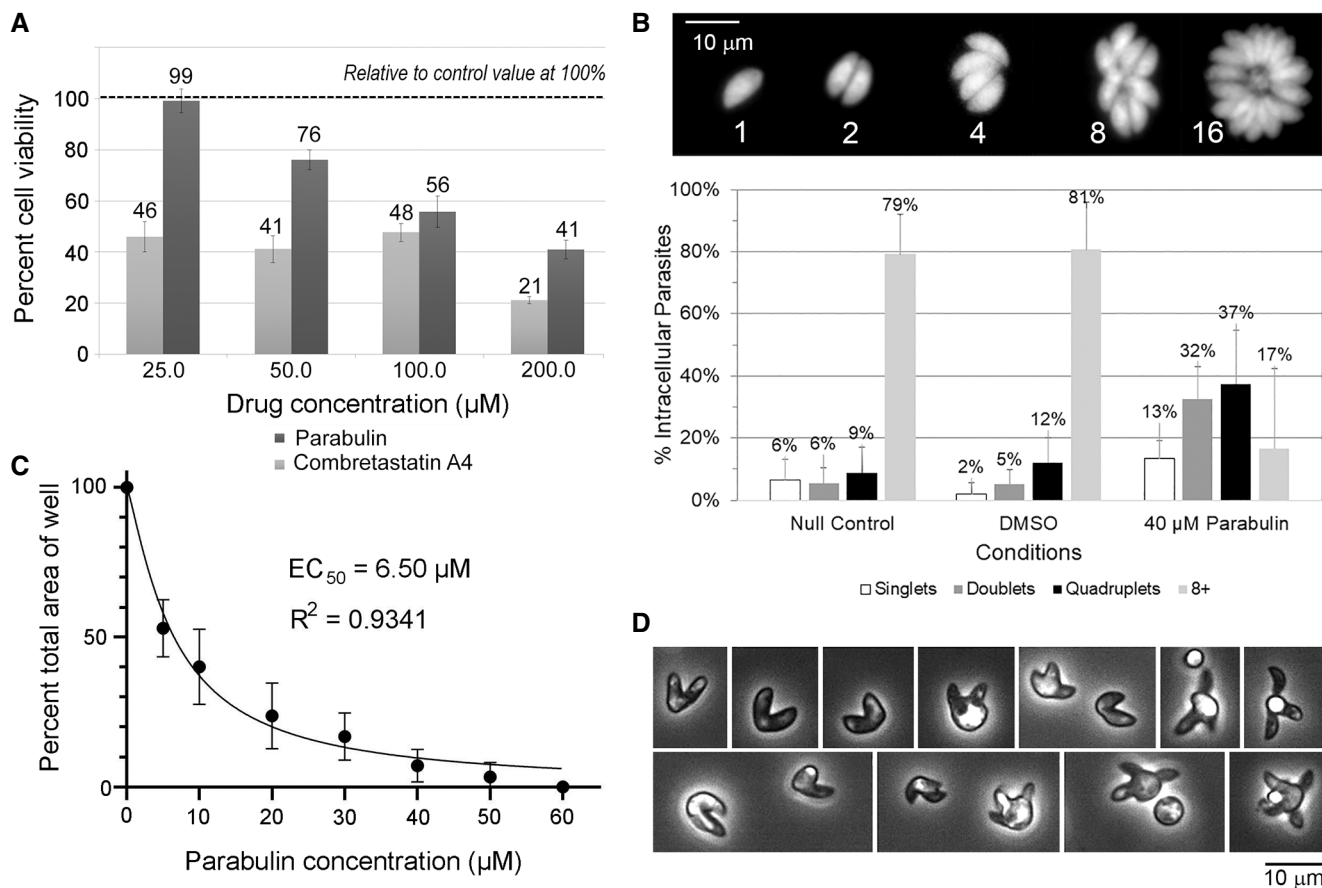 A
Relative to control value at 100%
99
76
46
41
48
56
21
41
100
80
60
40
20
0
Percent cell viability
25.0
50.0
100.0
200.0
Drug concentration (µM)
Parabulin
Combretastatin A4
B
10 µm
1
2
4
8
16
100%
80%
60%
40%
20%
0%
% Intracellular Parasites
6%
6%
9%
79%
2%
5%
12%
81%
13%
32%
37%
17%
Null Control
DMSO
40 µM Parabulin
Conditions
Singlets
Doublets
Quadruplets
8+
C
100
50
0
Percent total area of well
EC50 = 6.50 µM
R2 = 0.9341
0
10
20
30
40
50
60
Parabulin concentration (µM)
D
10 µm